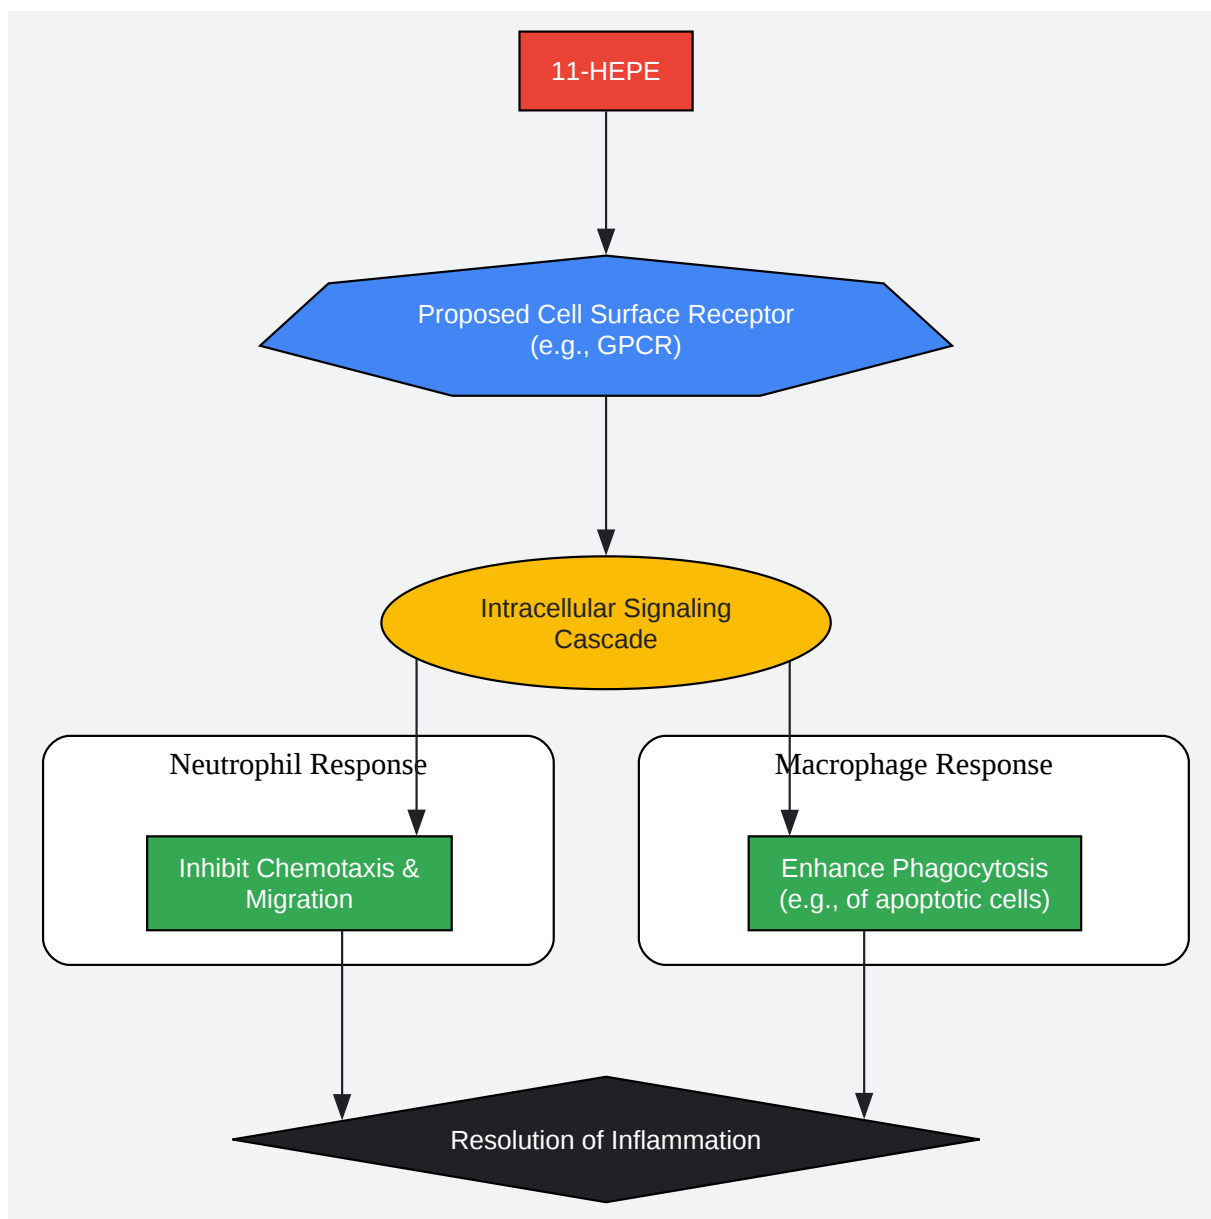 11-HEPE
Proposed Cell Surface Receptor
(e.g., GPCR)
Intracellular Signaling
Cascade
Neutrophil Response
Macrophage Response
Inhibit Chemotaxis &
Migration
Enhance Phagocytosis
(e.g., of apoptotic cells)
Resolution of Inflammation